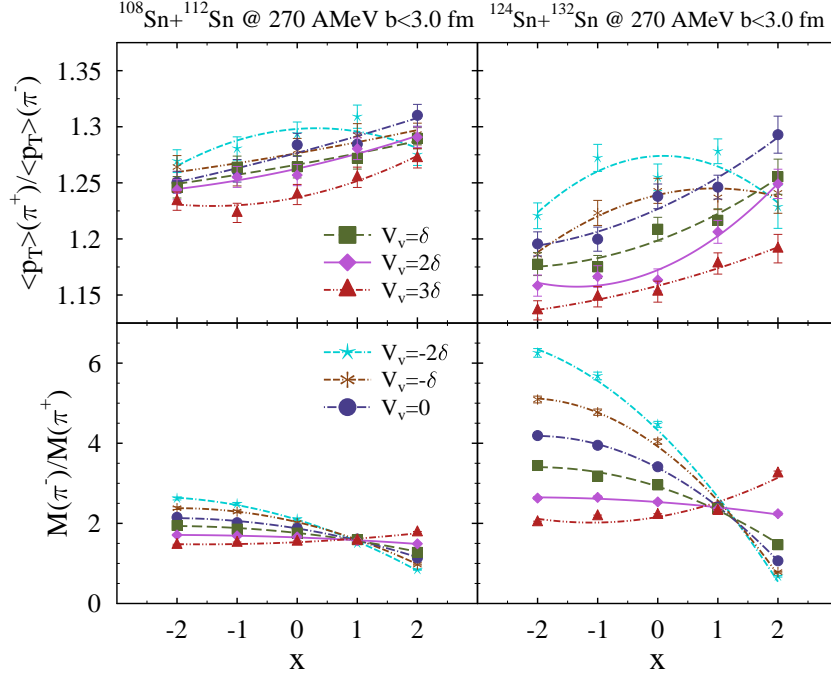 ¹⁰⁸Sn+¹¹²Sn @ 270 AMeV b<3.0 fm
¹²⁴Sn+¹³²Sn @ 270 AMeV b<3.0 fm
<p_T>(π⁺)/<p_T>(π⁻)
1.35
1.3
1.25
1.2
1.15
V_v=δ
V_v=2δ
V_v=3δ
M(π⁻)/M(π⁺)
6
4
2
0
V_v=-2δ
V_v=-δ
V_v=0
-2 -1 0 1 2
-2 -1 0 1 2
x
x